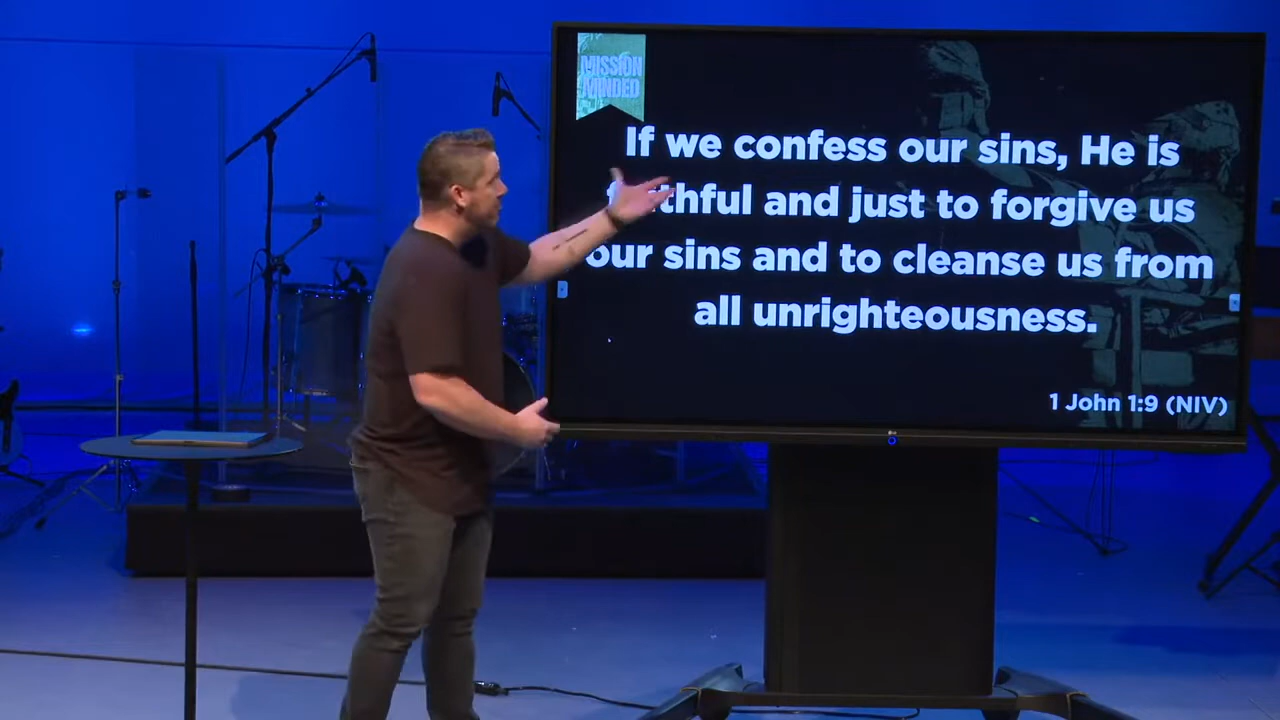 MISSION
MINDED
If we confess our sins, He is
faithful and just to forgive us
our sins and to cleanse us from
all unrighteousness.
1 John 1:9 (NIV)